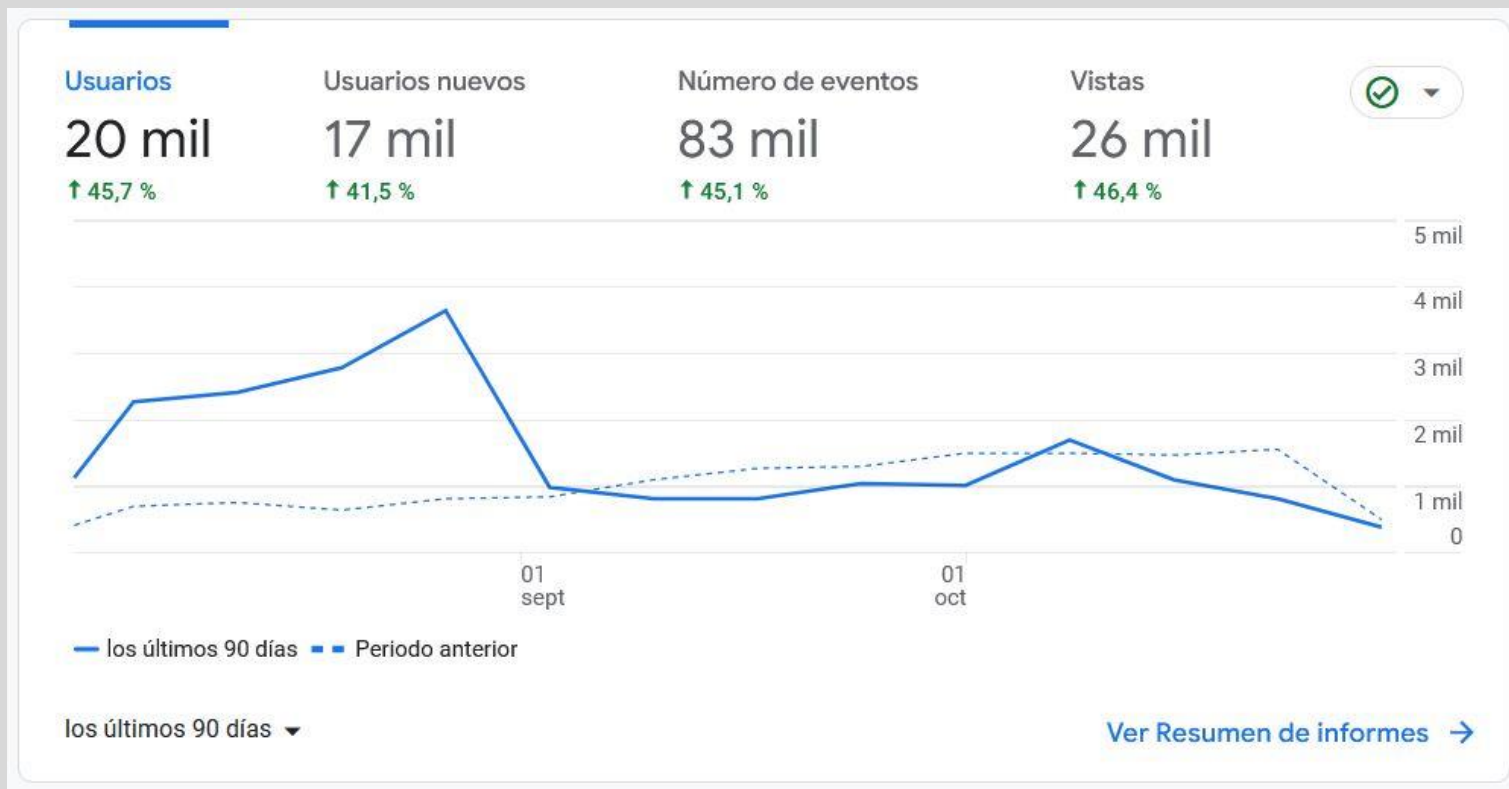 Usuarios
20 mil
↑ 45,7 %
Usuarios nuevos
17 mil
↑ 41,5 %
Número de eventos
83 mil
↑ 45,1 %
Vistas
26 mil
↑ 46,4 %
5 mil
4 mil
3 mil
2 mil
1 mil
0
01
sept
01
oct
los últimos 90 días
Periodo anterior
los últimos 90 días
Ver Resumen de informes →